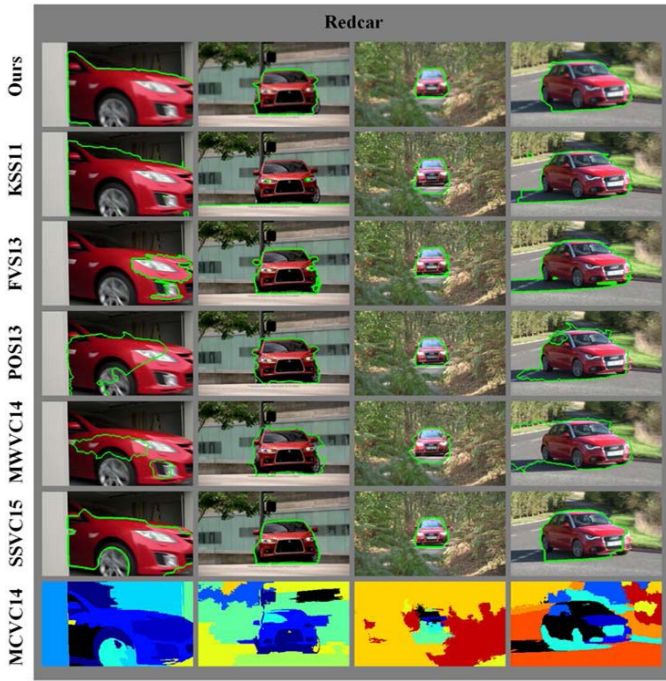 Redcar
Ours
KSS11
FVS13
POS13
MWVC14
SSVC15
MCVC14